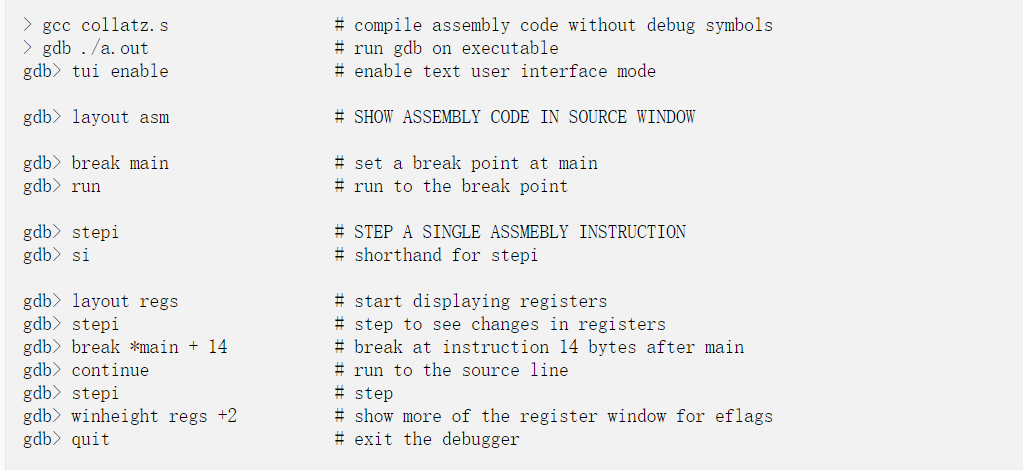 > gcc collatz.s # compile assembly code without debug symbols
> gdb ./a.out # run gdb on executable
gdb> tui enable # enable text user interface mode
gdb> layout asm # SHOW ASSEMBLY CODE IN SOURCE WINDOW
gdb> break main # set a break point at main
gdb> run # run to the break point
gdb> stepi # STEP A SINGLE ASSMEBLY INSTRUCTION
gdb> si # shorthand for stepi
gdb> layout regs # start displaying registers
gdb> stepi # step to see changes in registers
gdb> break *main + 14 # break at instruction 14 bytes after main
gdb> continue # run to the source line
gdb> stepi # step
gdb> winheight regs +2 # show more of the register window for eflags
gdb> quit # exit the debugger